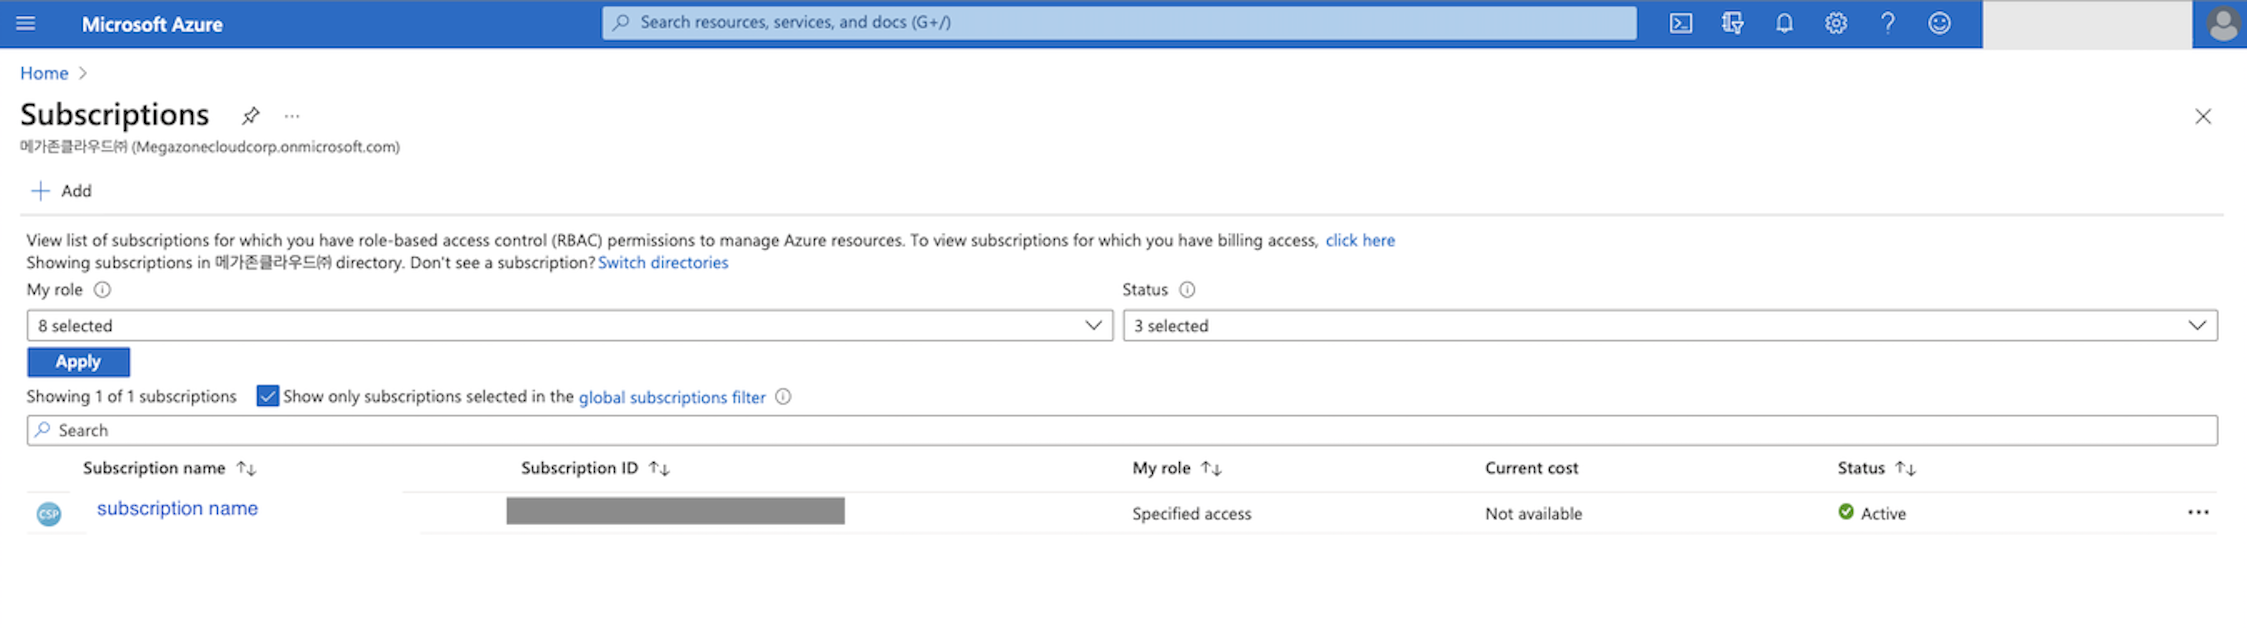 Microsoft Azure
Search resources, services, and docs (G+/)
Home
Subscriptions
메가존클라우드㈜ (Megazonecloudcorp.onmicrosoft.com)
Add
View list of subscriptions for which you have role-based access control (RBAC) permissions to manage Azure resources. To view subscriptions for which you have billing access, click here
Showing subscriptions in 메가존클라우드㈜ directory. Don't see a subscription? Switch directories
My role Status
8 selected 3 selected
Apply
Showing 1 of 1 subscriptions Show only subscriptions selected in the global subscriptions filter
Search
Subscription name Subscription ID My role Current cost Status
CSP subscription name Specified access Not available Active